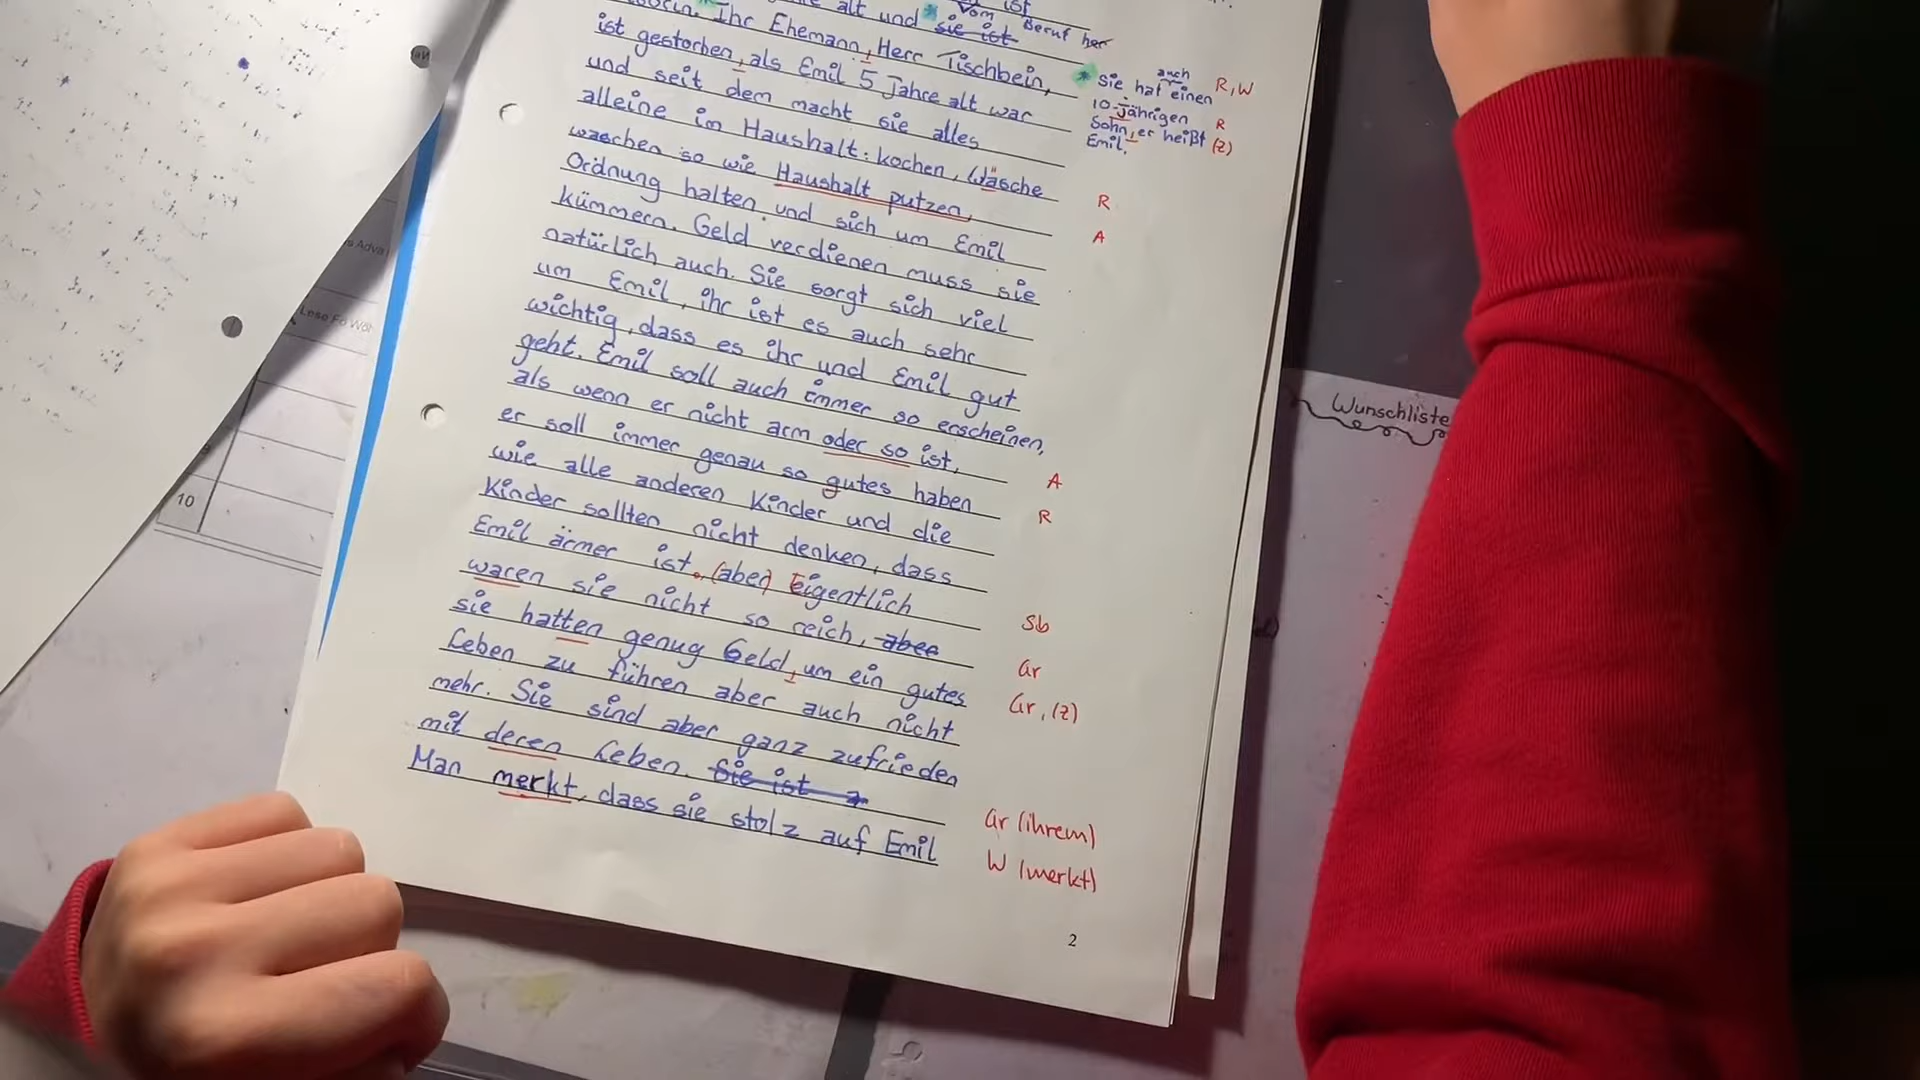 alt und * sie ist Vom Beruf her ist
Ihr Ehemann, Herr Tischbein,
ist gestorben, als Emil 5 Jahre alt war
und seit dem macht sie alles
alleine im Haushalt: kochen, Wäsche
waschen so wie Haushalt putzen,
Ordnung halten und sich um Emil
kümmern. Geld verdienen muss sie
natürlich auch. Sie sorgt sich viel
um Emil, ihr ist es auch sehr
wichtig, dass es ihr und Emil gut
geht. Emil soll auch immer so erscheinen,
als wenn er nicht arm oder so ist,
er soll immer genau so gutes haben
wie alle anderen Kinder und die
Kinder sollten nicht denken, dass
Emil ärmer ist. (aber) Eigentlich
waren sie nicht so reich, aber
sie hatten genug Geld, um ein gutes
Leben zu führen aber auch nicht
mehr. Sie sind aber ganz zufrieden
mit deren Leben. Sie ist
Man merkt, dass sie stolz auf Emil
* Sie hat auch einen
10-jährigen
Sohn, er heißt
Emil.
R, W
R
(Z)
R
A
A
R
Sb
Gr
Gr, (Z)
Gr (ihrem)
W (merkt)
2
10
Wunschliste